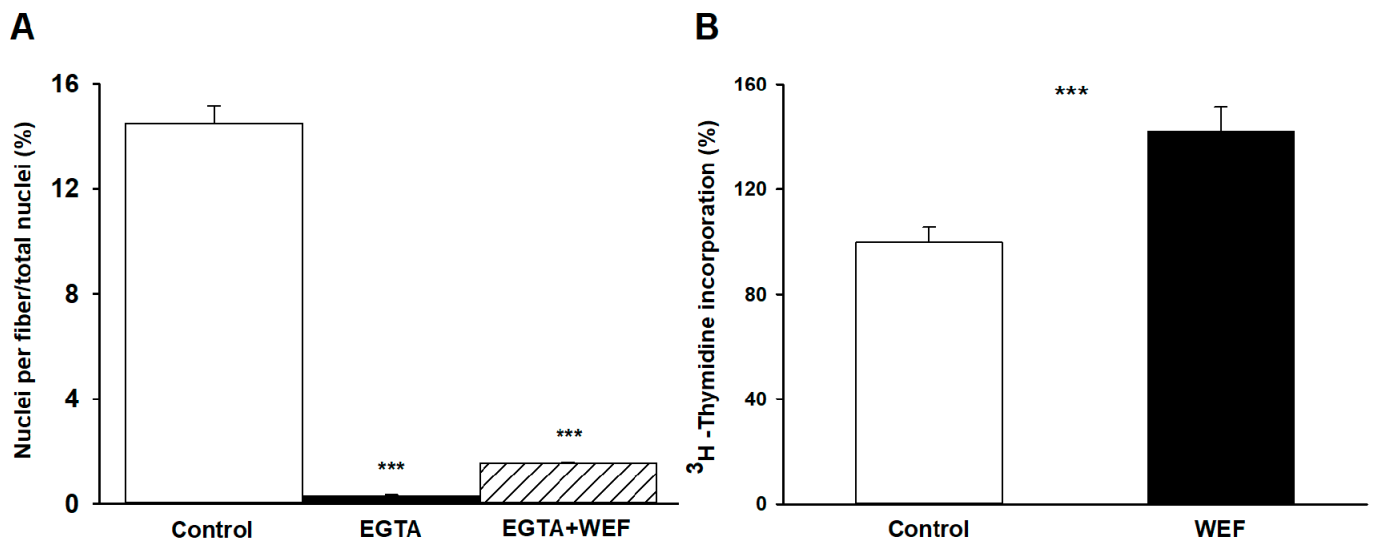 A
Nuclei per fiber/total nuclei (%)
16
12
8
4
0
***
***
Control
EGTA
EGTA+WEF
B
³H -Thymidine incorporation (%)
160
120
80
40
0
***
Control
WEF